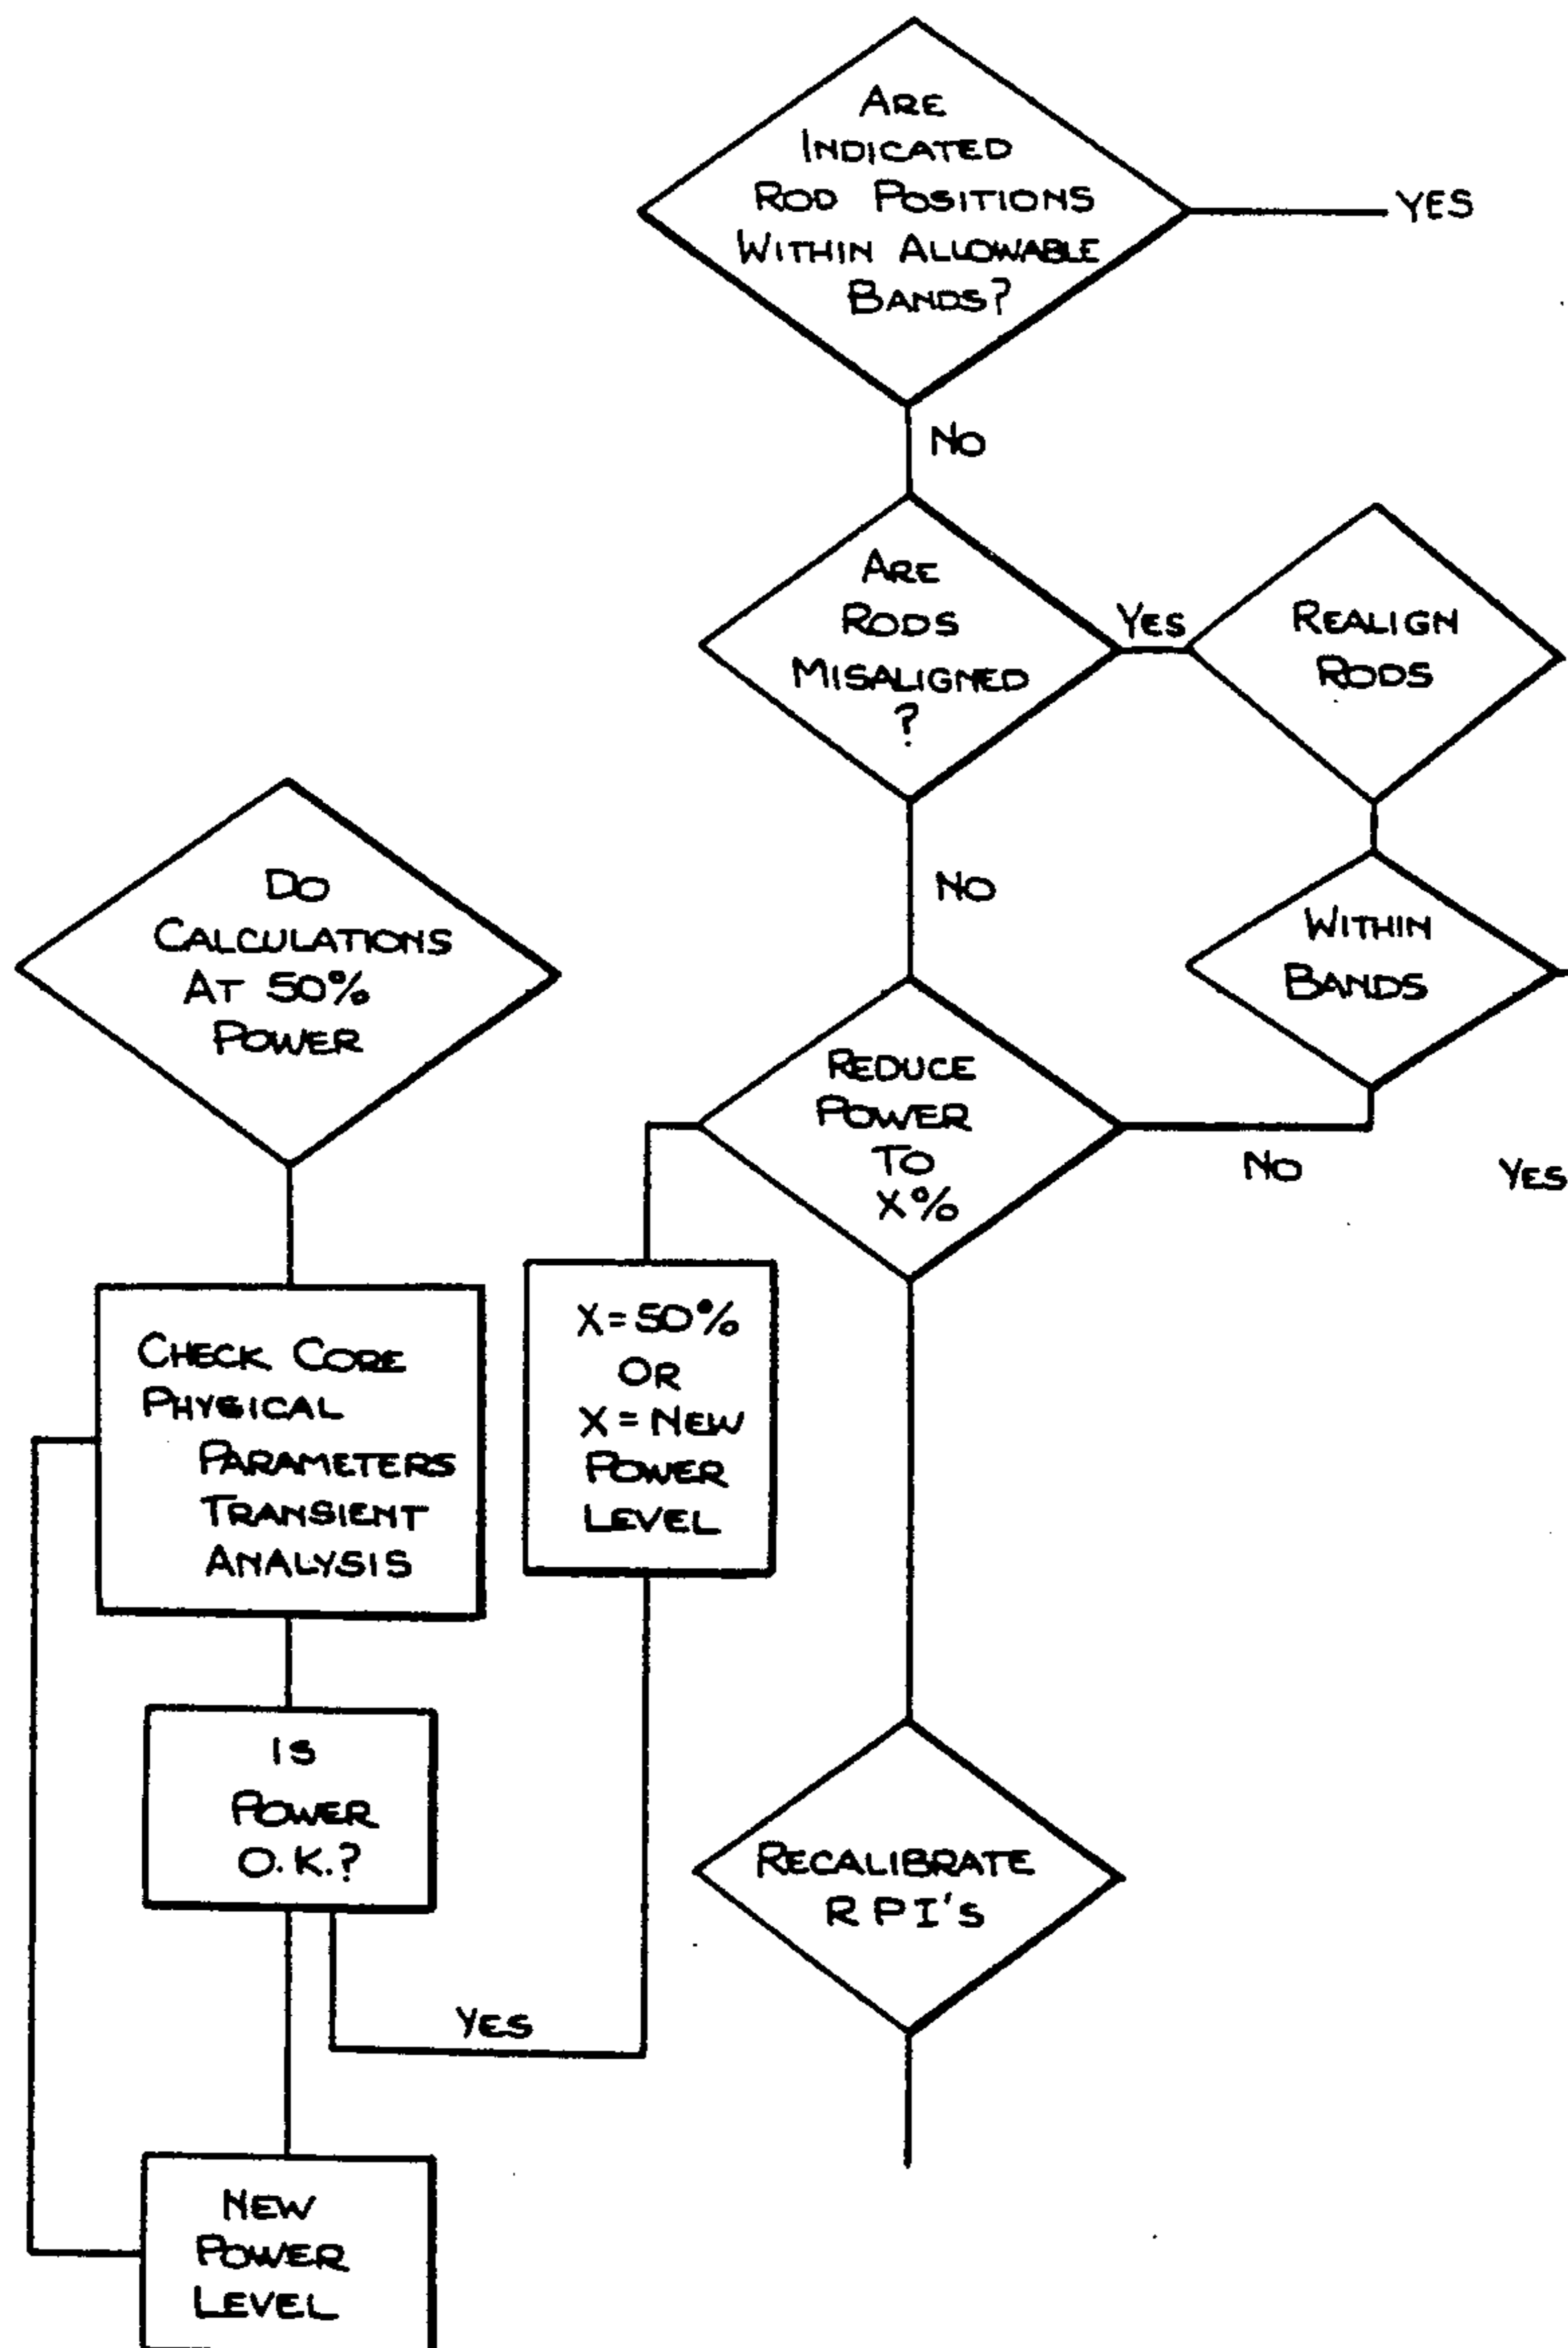 ARE
INDICATED
ROD POSITIONS
WITHIN ALLOWABLE
BANDS?
YES
NO
ARE
RODS
MISALIGNED
?
YES
REALIGN
RODS
NO
WITHIN
BANDS
DO
CALCULATIONS
AT 50%
POWER
REDUCE
POWER
TO
X%
NO
YES
CHECK CORE
PHYSICAL
PARAMETERS
TRANSIENT
ANALYSIS
X=50%
OR
X=NEW
POWER
LEVEL
IS
POWER
O.K.?
YES
RECALIBRATE
RPI'S
NEW
POWER
LEVEL